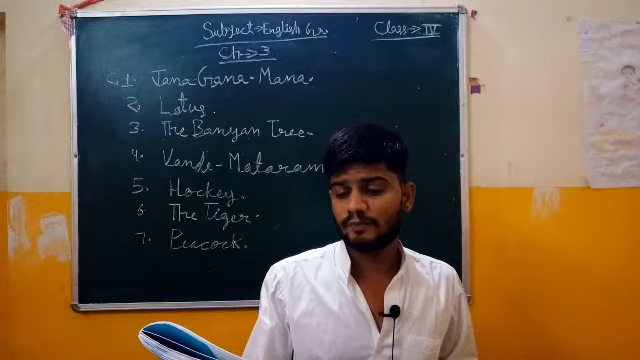 Subject→English Gr. Class→IV
Ch→3
Q1. Jana-Gana-Mana.
2. Lotus.
3. The Banyan Tree.
4. Vande-Mataram
5. Hockey.
6. The Tiger.
7. Peacock.